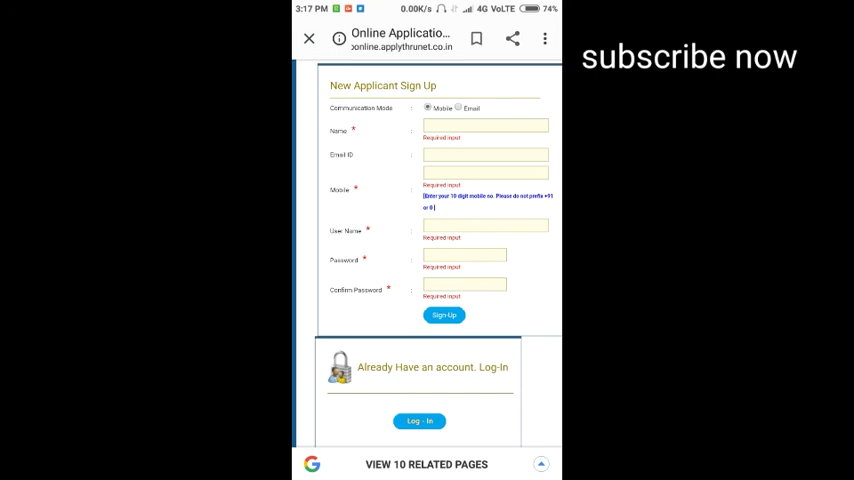 3:17 PM 0.00K/s 4G VoLTE 74%
Online Applicatio...
online.applythrunet.co.in
subscribe now
New Applicant Sign Up
Communication Mode : Mobile Email
Name * :
Required input
Email ID :
Required input
Mobile * :
[Enter your 10 digit mobile no. Please do not prefix +91
or 0 ]
User Name * :
Required input
Password * :
Required input
Confirm Password * :
Required input
Sign-Up
Already Have an account. Log-In
Log - In
VIEW 10 RELATED PAGES